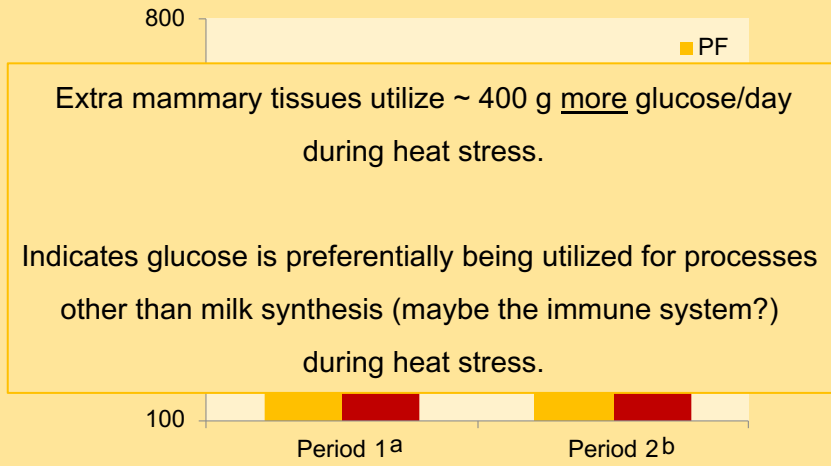 800
PF
Extra mammary tissues utilize ~ 400 g more glucose/day
during heat stress.
Indicates glucose is preferentially being utilized for processes
other than milk synthesis (maybe the immune system?)
during heat stress.
100
Period 1a Period 2b